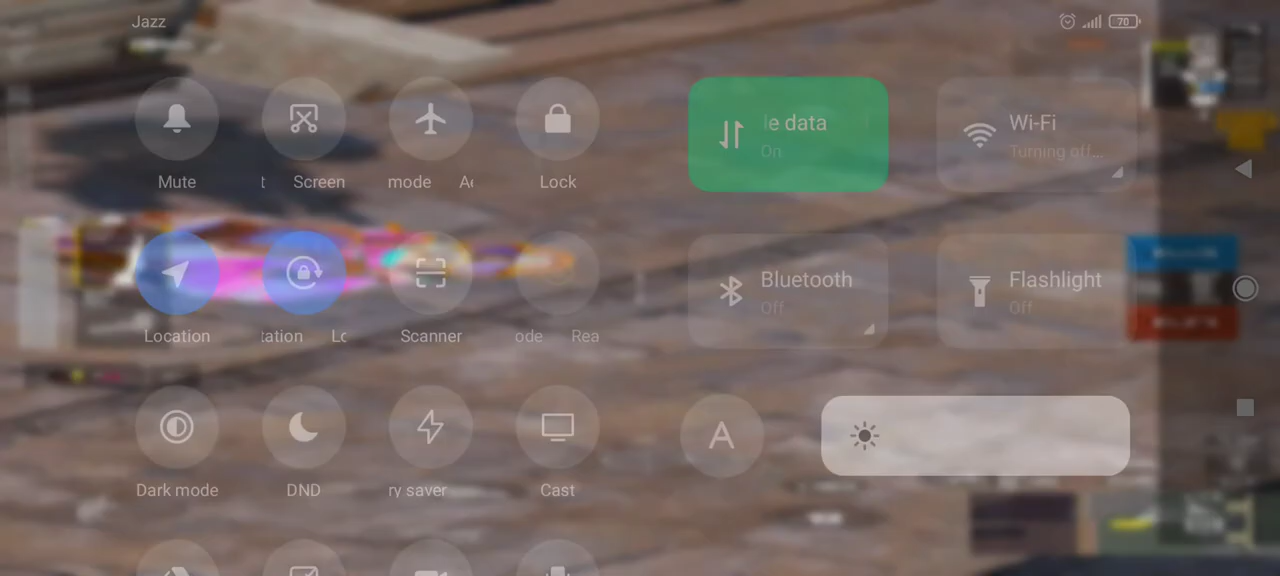 Jazz
70
le data
On
Wi-Fi
Turning off...
Mute
t Screen
mode
Lock
Bluetooth
Off
Flashlight
Off
Location
tation
Scanner
ode Rea
A
Dark mode
DND
ry saver
Cast